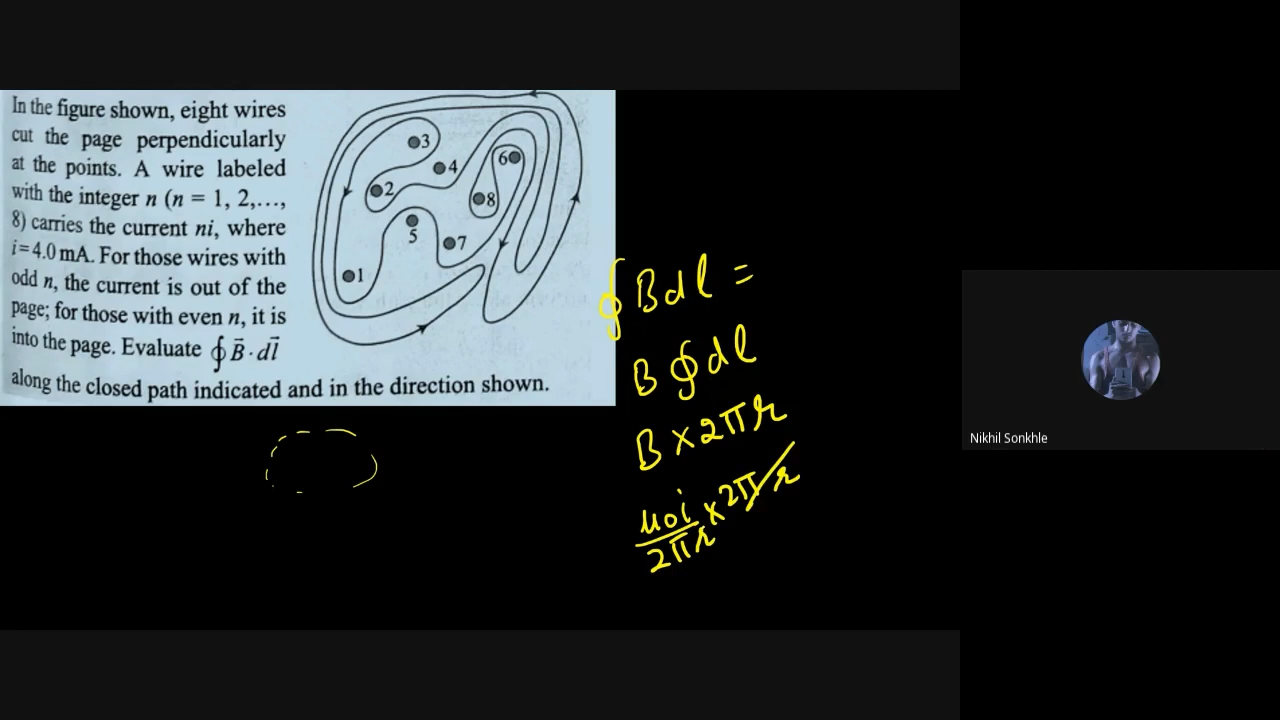 In the figure shown, eight wires
cut the page perpendicularly
at the points. A wire labeled
with the integer n (n = 1, 2,...,
8) carries the current ni, where
i=4.0 mA. For those wires with
odd n, the current is out of the
page; for those with even n, it is
into the page. Evaluate ∮B⃗·dl⃗
along the closed path indicated and in the direction shown.
3
4
6
2
8
5
7
1
∮Bdl =
B∮dl
B×2πr
μ0i/2πr×2πr
Nikhil Sonkhle